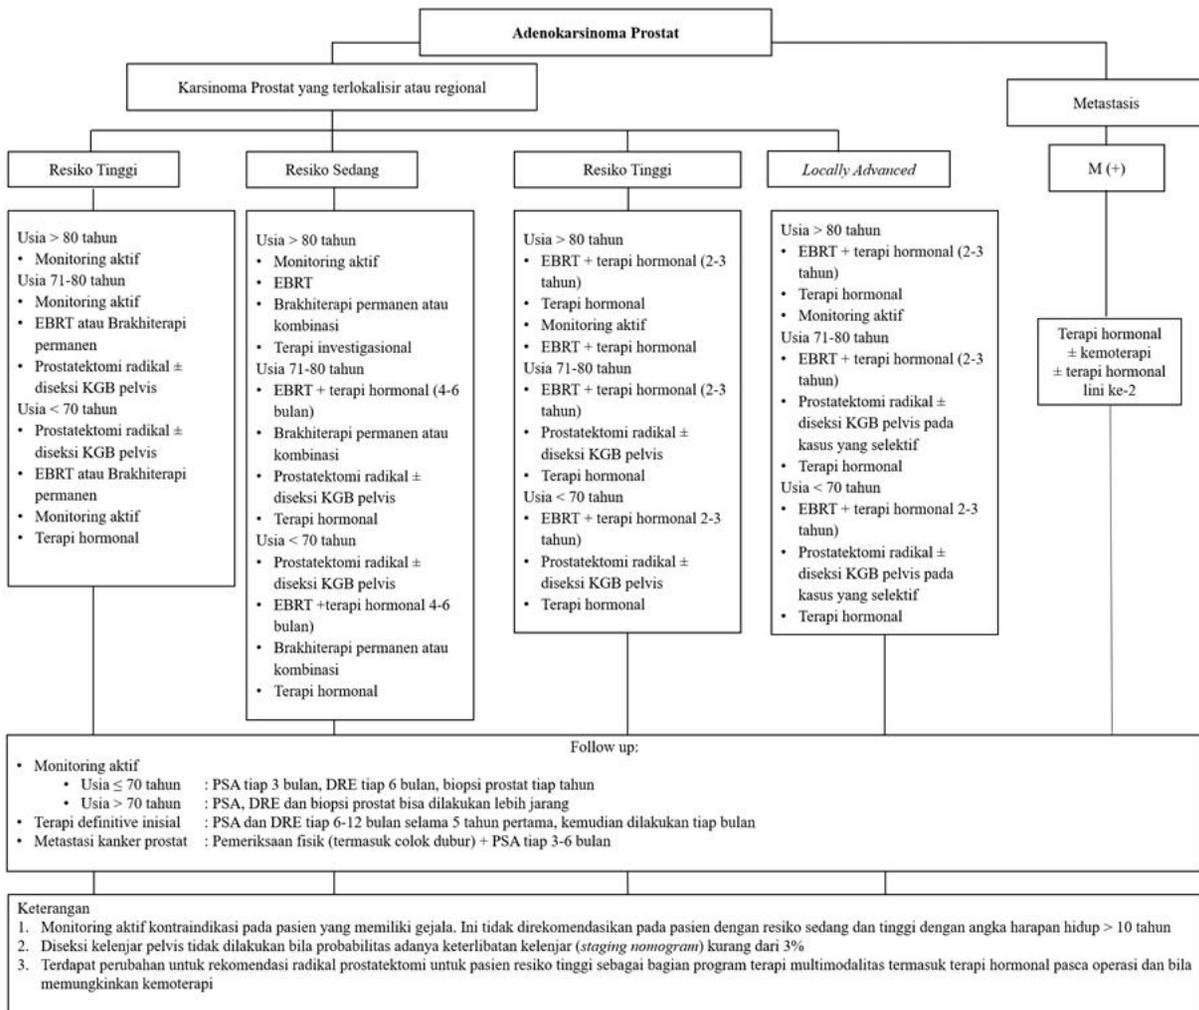 Adenokarsinoma Prostat
Karsinoma Prostat yang terlokalisir atau regional
Metastasis
Resiko Tinggi
Resiko Sedang
Resiko Tinggi
Locally Advanced
M (+)
Usia > 80 tahun
• Monitoring aktif
Usia 71-80 tahun
• Monitoring aktif
• EBRT atau Brakhiterapi
permanen
• Prostatektomi radikal ±
diseksi KGB pelvis
Usia < 70 tahun
• Prostatektomi radikal ±
diseksi KGB pelvis
• EBRT atau Brakhiterapi
permanen
• Monitoring aktif
• Terapi hormonal
Usia > 80 tahun
• Monitoring aktif
• EBRT
• Brakhiterapi permanen atau
kombinasi
• Terapi investigasional
Usia 71-80 tahun
• EBRT + terapi hormonal (4-6
bulan)
• Brakhiterapi permanen atau
kombinasi
• Prostatektomi radikal ±
diseksi KGB pelvis
• Terapi hormonal
Usia < 70 tahun
• Prostatektomi radikal ±
diseksi KGB pelvis
• EBRT +terapi hormonal 4-6
bulan)
• Brakhiterapi permanen atau
kombinasi
• Terapi hormonal
Usia > 80 tahun
• EBRT + terapi hormonal (2-3
tahun)
• Terapi hormonal
• Monitoring aktif
• EBRT + terapi hormonal
Usia 71-80 tahun
• EBRT + terapi hormonal (2-3
tahun)
• Prostatektomi radikal ±
diseksi KGB pelvis
• Terapi hormonal
Usia < 70 tahun
• EBRT + terapi hormonal 2-3
tahun)
• Prostatektomi radikal ±
diseksi KGB pelvis
• Terapi hormonal
Usia > 80 tahun
• EBRT + terapi hormonal (2-3
tahun)
• Terapi hormonal
• Monitoring aktif
Usia 71-80 tahun
• EBRT + terapi hormonal (2-3
tahun)
• Prostatektomi radikal ±
diseksi KGB pelvis pada
kasus yang selektif
• Terapi hormonal
Usia < 70 tahun
• EBRT + terapi hormonal 2-3
tahun)
• Prostatektomi radikal ±
diseksi KGB pelvis pada
kasus yang selektif
• Terapi hormonal
Terapi hormonal
± kemoterapi
± terapi hormonal
lini ke-2
Follow up:
• Monitoring aktif
• Usia ≤ 70 tahun : PSA tiap 3 bulan, DRE tiap 6 bulan, biopsi prostat tiap tahun
• Usia > 70 tahun : PSA, DRE dan biopsi prostat bisa dilakukan lebih jarang
• Terapi definitive inisial : PSA dan DRE tiap 6-12 bulan selama 5 tahun pertama, kemudian dilakukan tiap bulan
• Metastasi kanker prostat : Pemeriksaan fisik (termasuk colok dubur) + PSA tiap 3-6 bulan
Keterangan
1. Monitoring aktif kontraindikasi pada pasien yang memiliki gejala. Ini tidak direkomendasikan pada pasien dengan resiko sedang dan tinggi dengan angka harapan hidup > 10 tahun
2. Diseksi kelenjar pelvis tidak dilakukan bila probabilitas adanya keterlibatan kelenjar (staging nomogram) kurang dari 3%
3. Terdapat perubahan untuk rekomendasi radikal prostatektomi untuk pasien resiko tinggi sebagai bagian program terapi multimodalitas termasuk terapi hormonal pasca operasi dan bila
memungkinkan kemoterapi